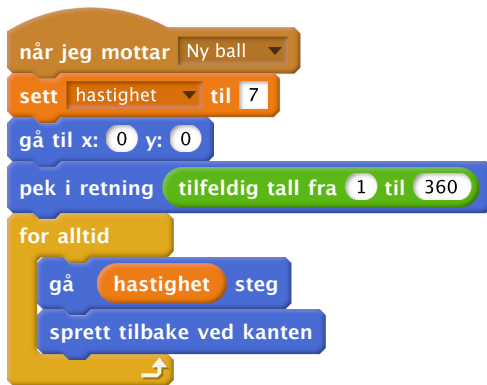 når jeg mottar Ny ball
sett hastighet til 7
gå til x: 0 y: 0
pek i retning tilfeldig tall fra 1 til 360
for alltid
gå hastighet steg
sprett tilbake ved kanten